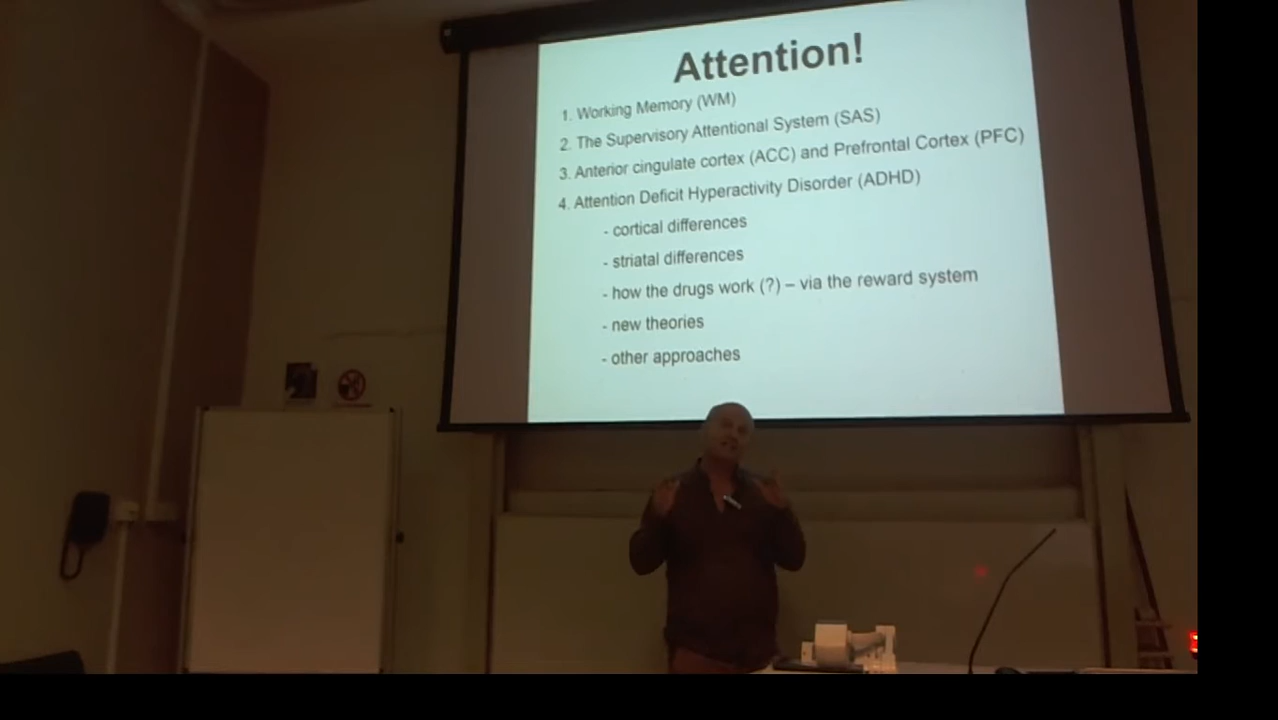 Attention!
1. Working Memory (WM)
2. The Supervisory Attentional System (SAS)
3. Anterior cingulate cortex (ACC) and Prefrontal Cortex (PFC)
4. Attention Deficit Hyperactivity Disorder (ADHD)
- cortical differences
- striatal differences
- how the drugs work (?) – via the reward system
- new theories
- other approaches